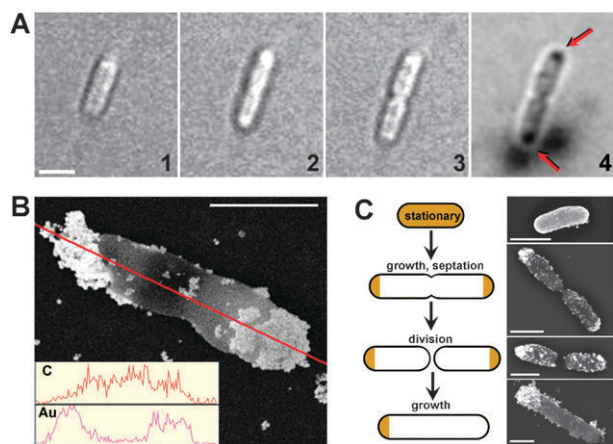 A
1
2
3
4
B
C
Au
C
stationary
growth, septation
division
growth